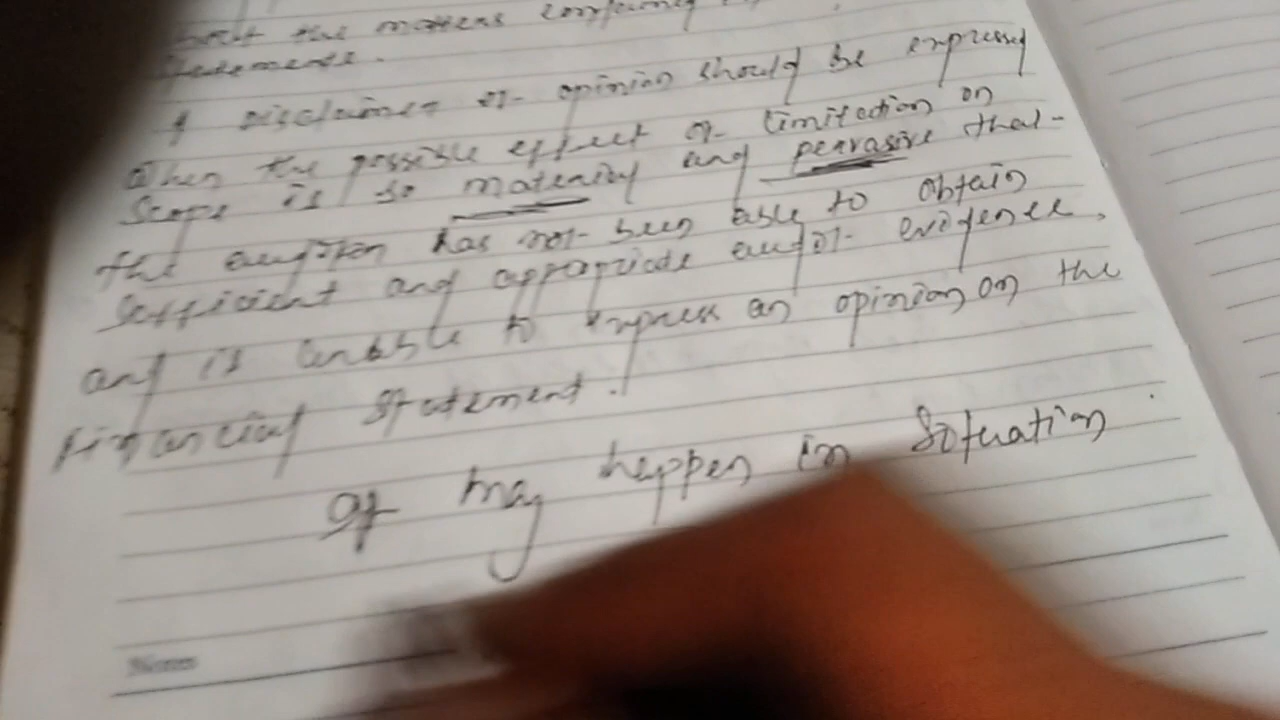 the matters
statements.
A Disclaimer of opinion should be expressed
When the possible effect of limitation on
Scope is so material and pervasive that
the auditor has not been able to obtain
sufficient and appropriate audit evidence.
and is unable to express an opinion on the
Financial statement.
It may happen in Situation
Notes